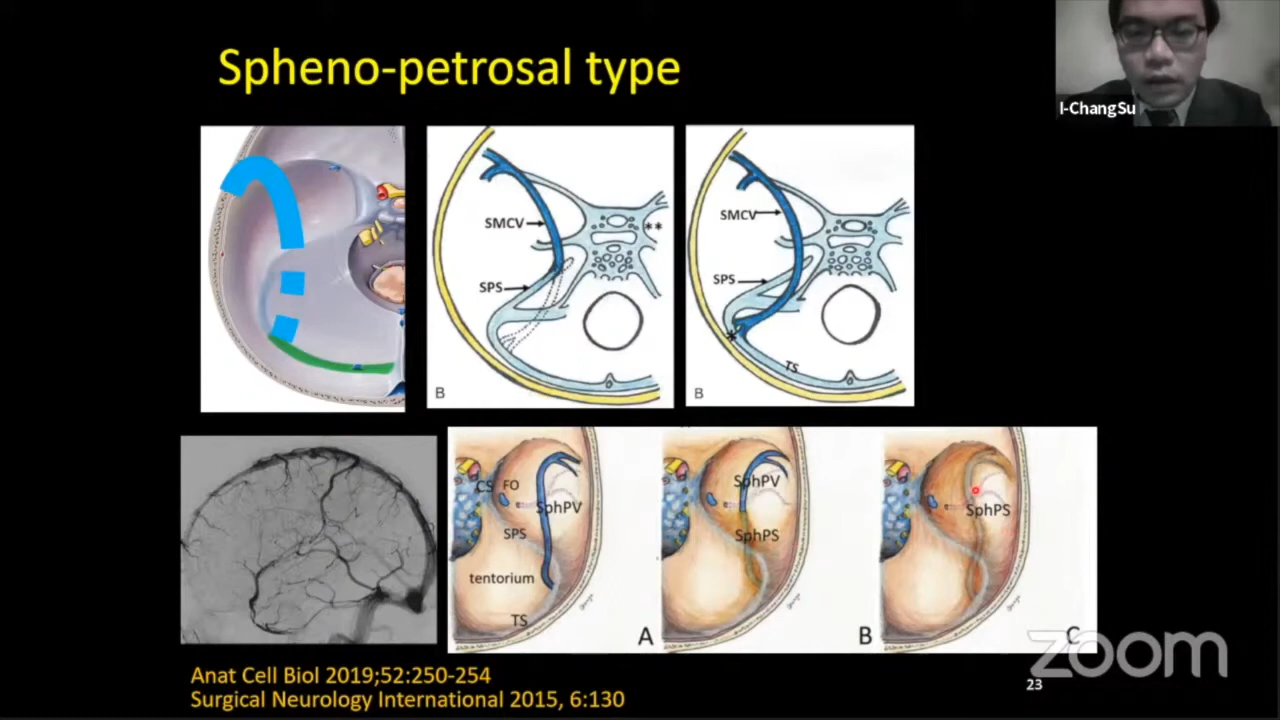 Spheno-petrosal type
I-ChangSu
SMCV
**
SPS
B
SMCV
SPS
*
TS
B
CS
FO
SphPV
SPS
tentorium
TS
A
SphPV
SphPS
B
SphPS
C
Anat Cell Biol 2019;52:250-254
Surgical Neurology International 2015, 6:130
zoom
23